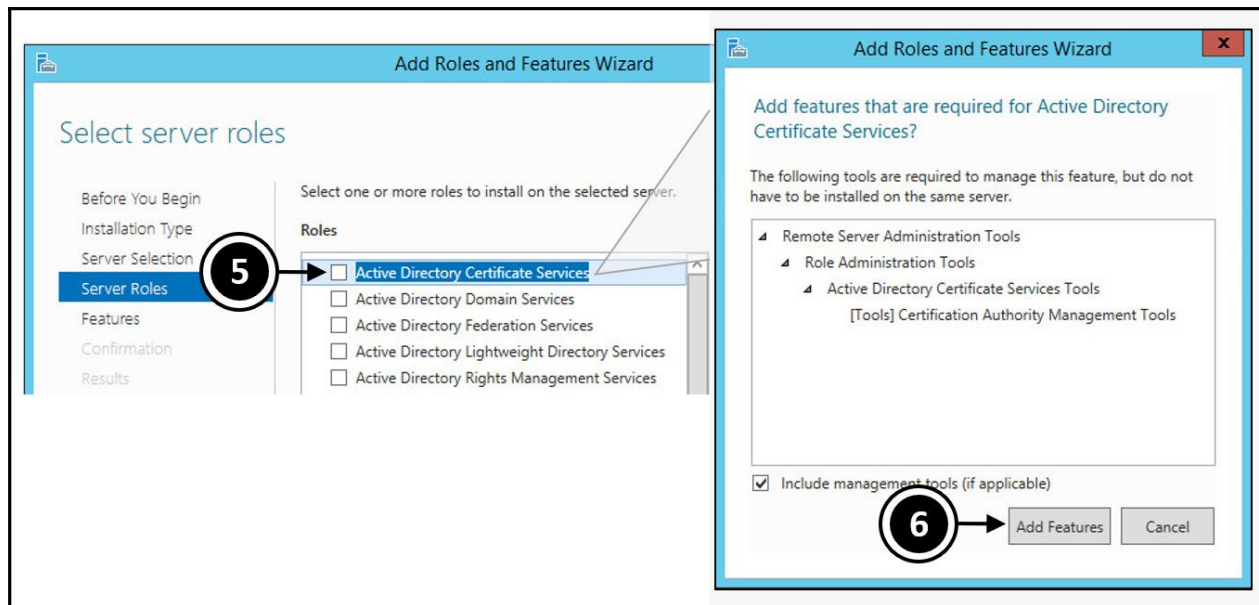 Add Roles and Features Wizard
Select server roles
Before You Begin
Installation Type
Server Selection
Server Roles
Features
Confirmation
Results
Select one or more roles to install on the selected server.
Roles
5
Active Directory Certificate Services
Active Directory Domain Services
Active Directory Federation Services
Active Directory Lightweight Directory Services
Active Directory Rights Management Services
Add Roles and Features Wizard
x
Add features that are required for Active Directory
Certificate Services?
The following tools are required to manage this feature, but do not
have to be installed on the same server.
Remote Server Administration Tools
Role Administration Tools
Active Directory Certificate Services Tools
[Tools] Certification Authority Management Tools
Include management tools (if applicable)
6
Add Features
Cancel